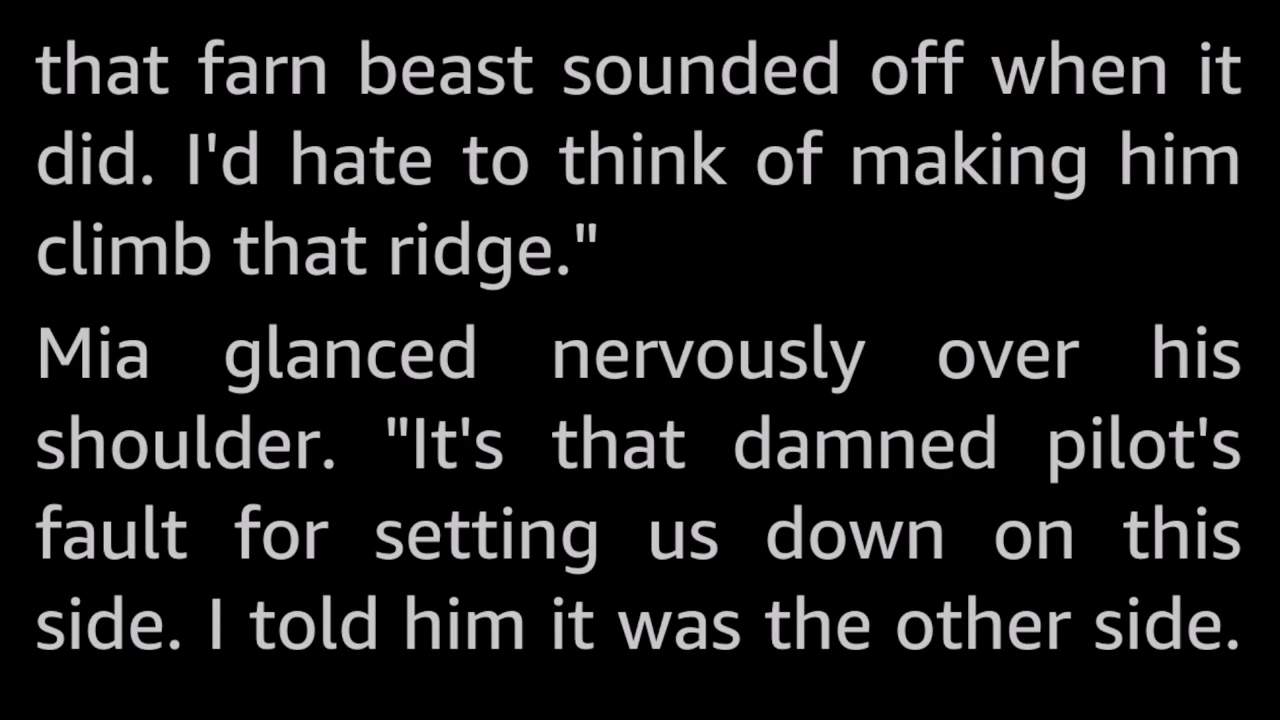 that farn beast sounded off when it
did. I'd hate to think of making him
climb that ridge."
Mia glanced nervously over his
shoulder. "It's that damned pilot's
fault for setting us down on this
side. I told him it was the other side.